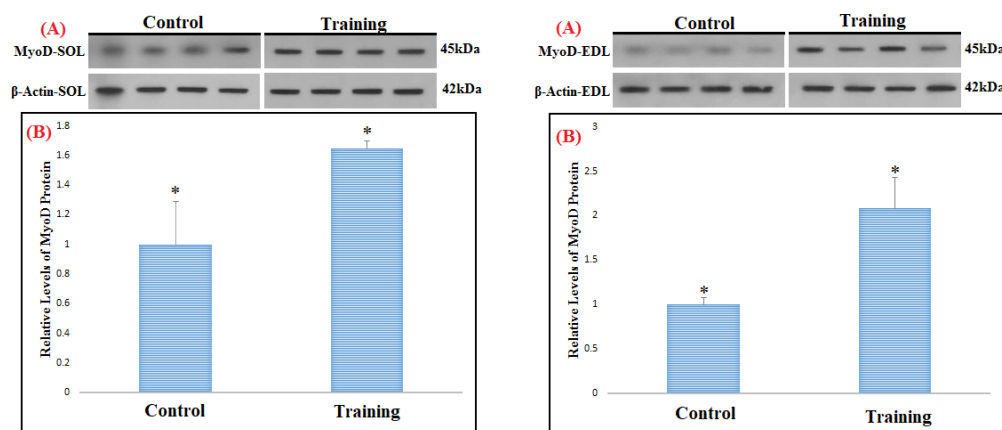 (A)
Control Training
MyoD-SOL 45kDa
β-Actin-SOL 42kDa
(B)
Relative Levels of MyoD Protein
1.8
1.6
1.4
1.2
1
0.8
0.6
0.4
0.2
0
*
*
Control Training
(A)
Control Training
MyoD-EDL 45kDa
β-Actin-EDL 42kDa
(B)
Relative Levels of MyoD Protein
3
2.5
2
1.5
1
0.5
0
*
*
Control Training